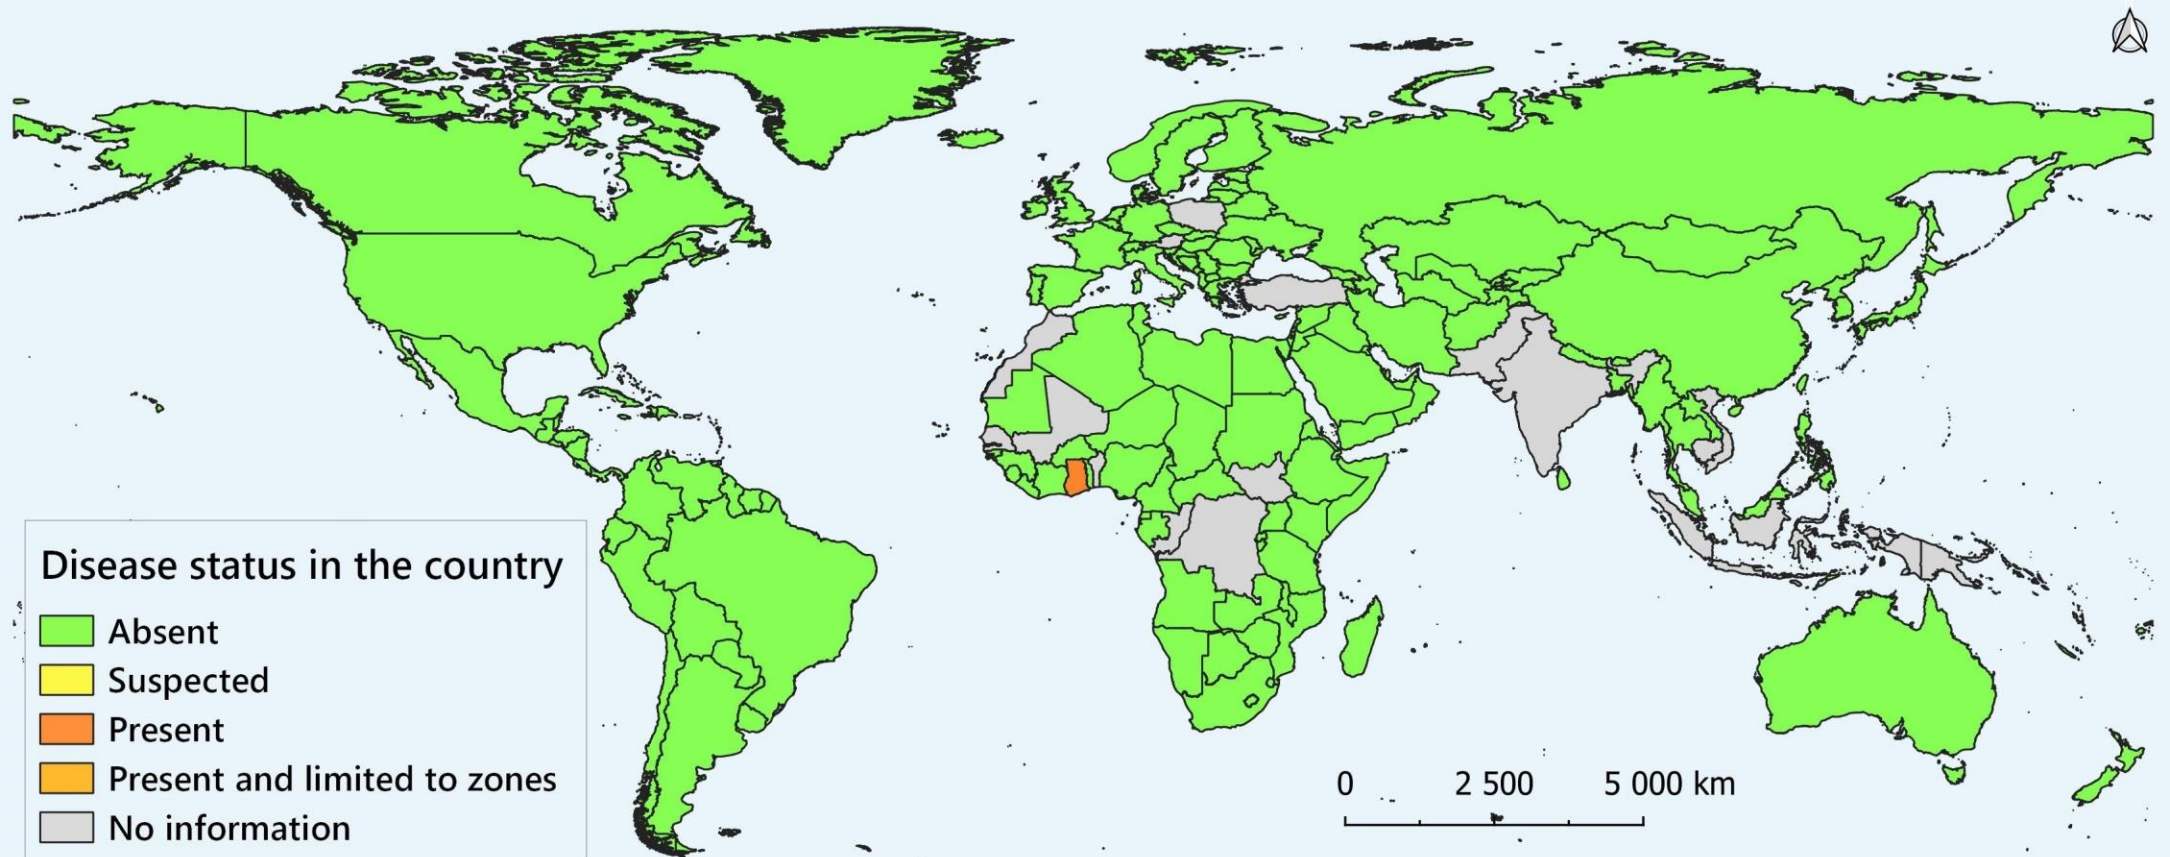 Disease status in the country
Absent
Suspected
Present
Present and limited to zones
No information
0 2 500 5 000 km